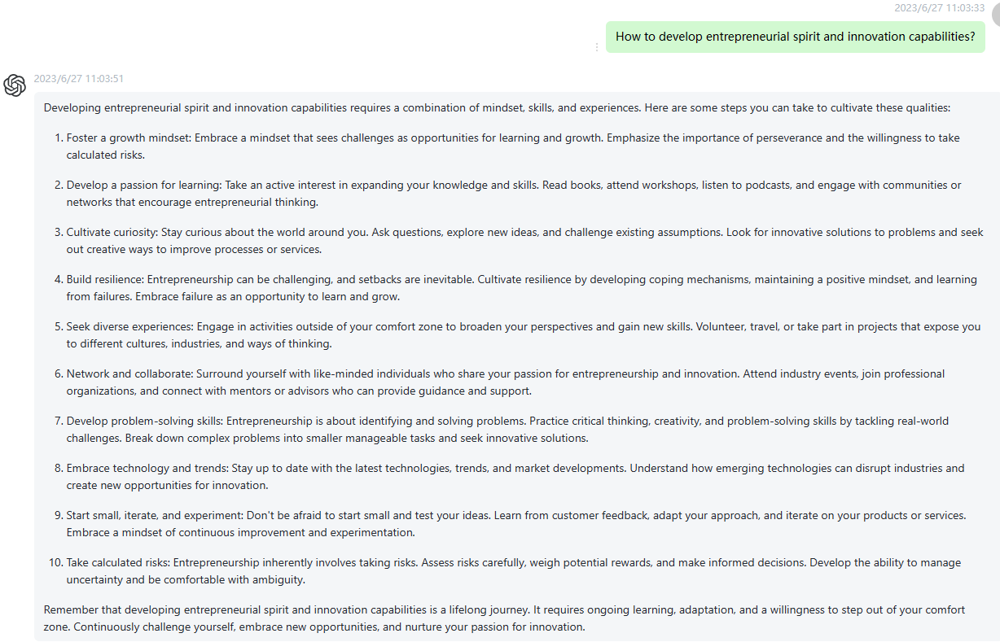 2023/6/27 11:03:33
How to develop entrepreneurial spirit and innovation capabilities?
2023/6/27 11:03:51
Developing entrepreneurial spirit and innovation capabilities requires a combination of mindset, skills, and experiences. Here are some steps you can take to cultivate these qualities:
1. Foster a growth mindset: Embrace a mindset that sees challenges as opportunities for learning and growth. Emphasize the importance of perseverance and the willingness to take
calculated risks.
2. Develop a passion for learning: Take an active interest in expanding your knowledge and skills. Read books, attend workshops, listen to podcasts, and engage with communities or
networks that encourage entrepreneurial thinking.
3. Cultivate curiosity: Stay curious about the world around you. Ask questions, explore new ideas, and challenge existing assumptions. Look for innovative solutions to problems and seek
out creative ways to improve processes or services.
4. Build resilience: Entrepreneurship can be challenging, and setbacks are inevitable. Cultivate resilience by developing coping mechanisms, maintaining a positive mindset, and learning
from failures. Embrace failure as an opportunity to learn and grow.
5. Seek diverse experiences: Engage in activities outside of your comfort zone to broaden your perspectives and gain new skills. Volunteer, travel, or take part in projects that expose you
to different cultures, industries, and ways of thinking.
6. Network and collaborate: Surround yourself with like-minded individuals who share your passion for entrepreneurship and innovation. Attend industry events, join professional
organizations, and connect with mentors or advisors who can provide guidance and support.
7. Develop problem-solving skills: Entrepreneurship is about identifying and solving problems. Practice critical thinking, creativity, and problem-solving skills by tackling real-world
challenges. Break down complex problems into smaller manageable tasks and seek innovative solutions.
8. Embrace technology and trends: Stay up to date with the latest technologies, trends, and market developments. Understand how emerging technologies can disrupt industries and
create new opportunities for innovation.
9. Start small, iterate, and experiment: Don't be afraid to start small and test your ideas. Learn from customer feedback, adapt your approach, and iterate on your products or services.
Embrace a mindset of continuous improvement and experimentation.
10. Take calculated risks: Entrepreneurship inherently involves taking risks. Assess risks carefully, weigh potential rewards, and make informed decisions. Develop the ability to manage
uncertainty and be comfortable with ambiguity.
Remember that developing entrepreneurial spirit and innovation capabilities is a lifelong journey. It requires ongoing learning, adaptation, and a willingness to step out of your comfort
zone. Continuously challenge yourself, embrace new opportunities, and nurture your passion for innovation.